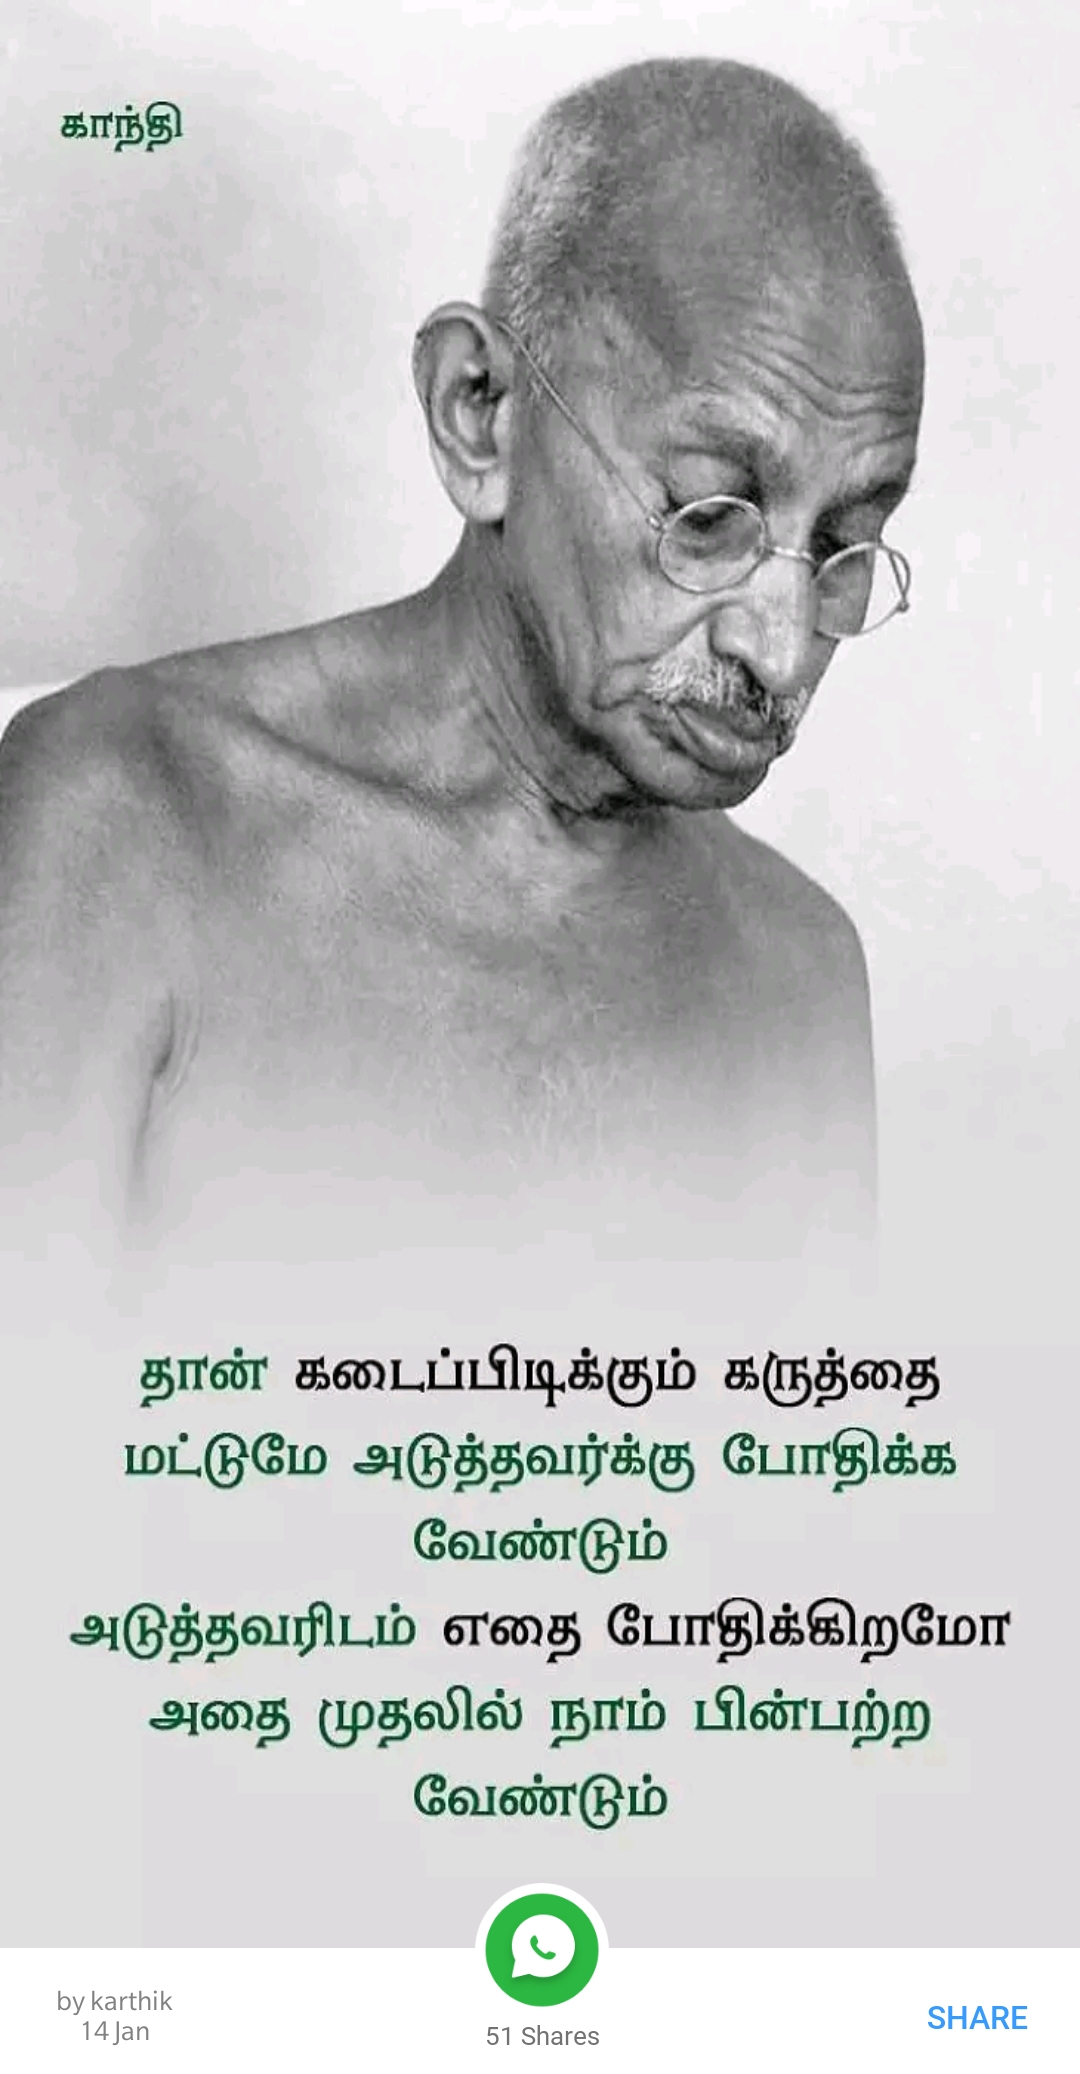 காந்தி
தான் கடைப்பிடிக்கும் கருத்தை
மட்டுமே அடுத்தவர்க்கு போதிக்க
வேண்டும்
அடுத்தவரிடம் எதை போதிக்கிறமோ
அதை முதலில் நாம் பின்பற்ற
வேண்டும்
by karthik
14 Jan
51 Shares
SHARE